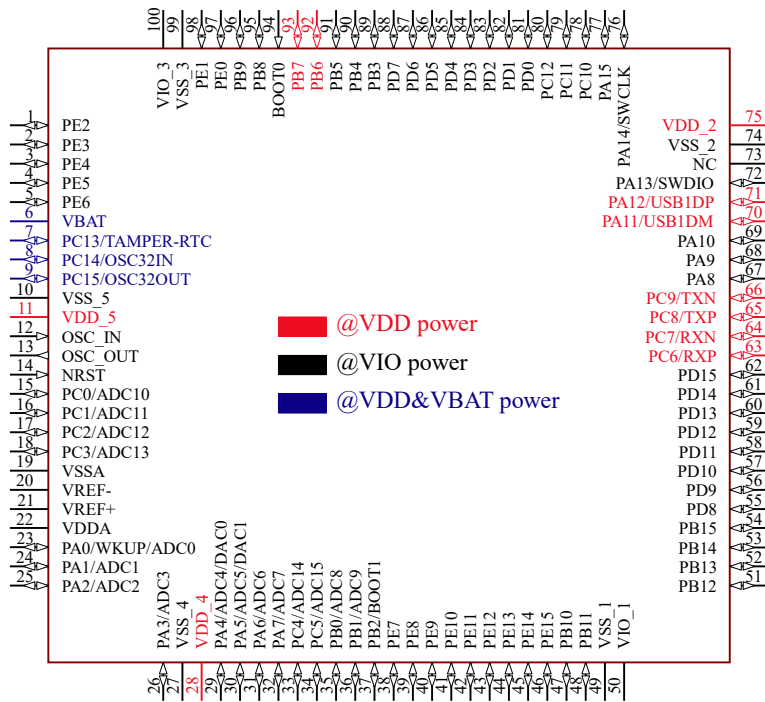 100 99 98 97 96 95 94 93 92 91 90 89 88 87 86 85 84 83 82 81 80 79 78 77 76
VIO_3 VSS_3 PE1 PE0 PB9 PB8 BOOT0 PB7 PB6 PB5 PB4 PB3 PD7 PD6 PD5 PD4 PD3 PD2 PD1 PD0 PC12 PC11 PC10 PA15 PA14/SWCLK
1 PE2 VDD_2 75
2 PE3 VSS_2 74
3 PE4 NC 73
4 PE5 PA13/SWDIO 72
5 PE6 PA12/USB1DP 71
6 VBAT PA11/USB1DM 70
7 PC13/TAMPER-RTC PA10 69
8 PC14/OSC32IN PA9 68
9 PC15/OSC32OUT PA8 67
10 VSS_5 PC9/TXN 66
11 VDD_5 @VDD power PC8/TXP 65
12 OSC_IN PC7/RXN 64
13 OSC_OUT @VIO power PC6/RXP 63
14 NRST PD15 62
15 PC0/ADC10 @VDD&VBAT power PD14 61
16 PC1/ADC11 PD13 60
17 PC2/ADC12 PD12 59
18 PC3/ADC13 PD11 58
19 VSSA PD10 57
20 VREF- PD9 56
21 VREF+ PD8 55
22 VDDA PB15 54
23 PA0/WKUP/ADC0 PB14 53
24 PA1/ADC1 PB13 52
25 PA2/ADC2 PB12 51
PA3/ADC3 VSS_4 VDD_4 PA4/ADC4/DAC0 PA5/ADC5/DAC1 PA6/ADC6 PA7/ADC7 PC4/ADC14 PC5/ADC15 PB0/ADC8 PB1/ADC9 PB2/BOOT1 PE7 PE8 PE9 PE10 PE11 PE12 PE13 PE14 PE15 PB10 PB11 VSS_1 VIO_1
26 27 28 29 30 31 32 33 34 35 36 37 38 39 40 41 42 43 44 45 46 47 48 49 50